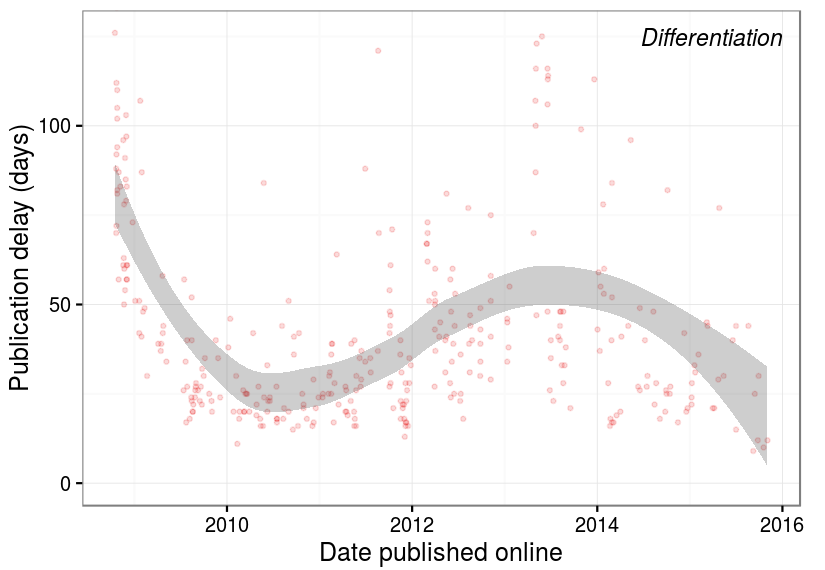 Differentiation
Publication delay (days)
100
50
0
2010 2012 2014 2016
Date published online